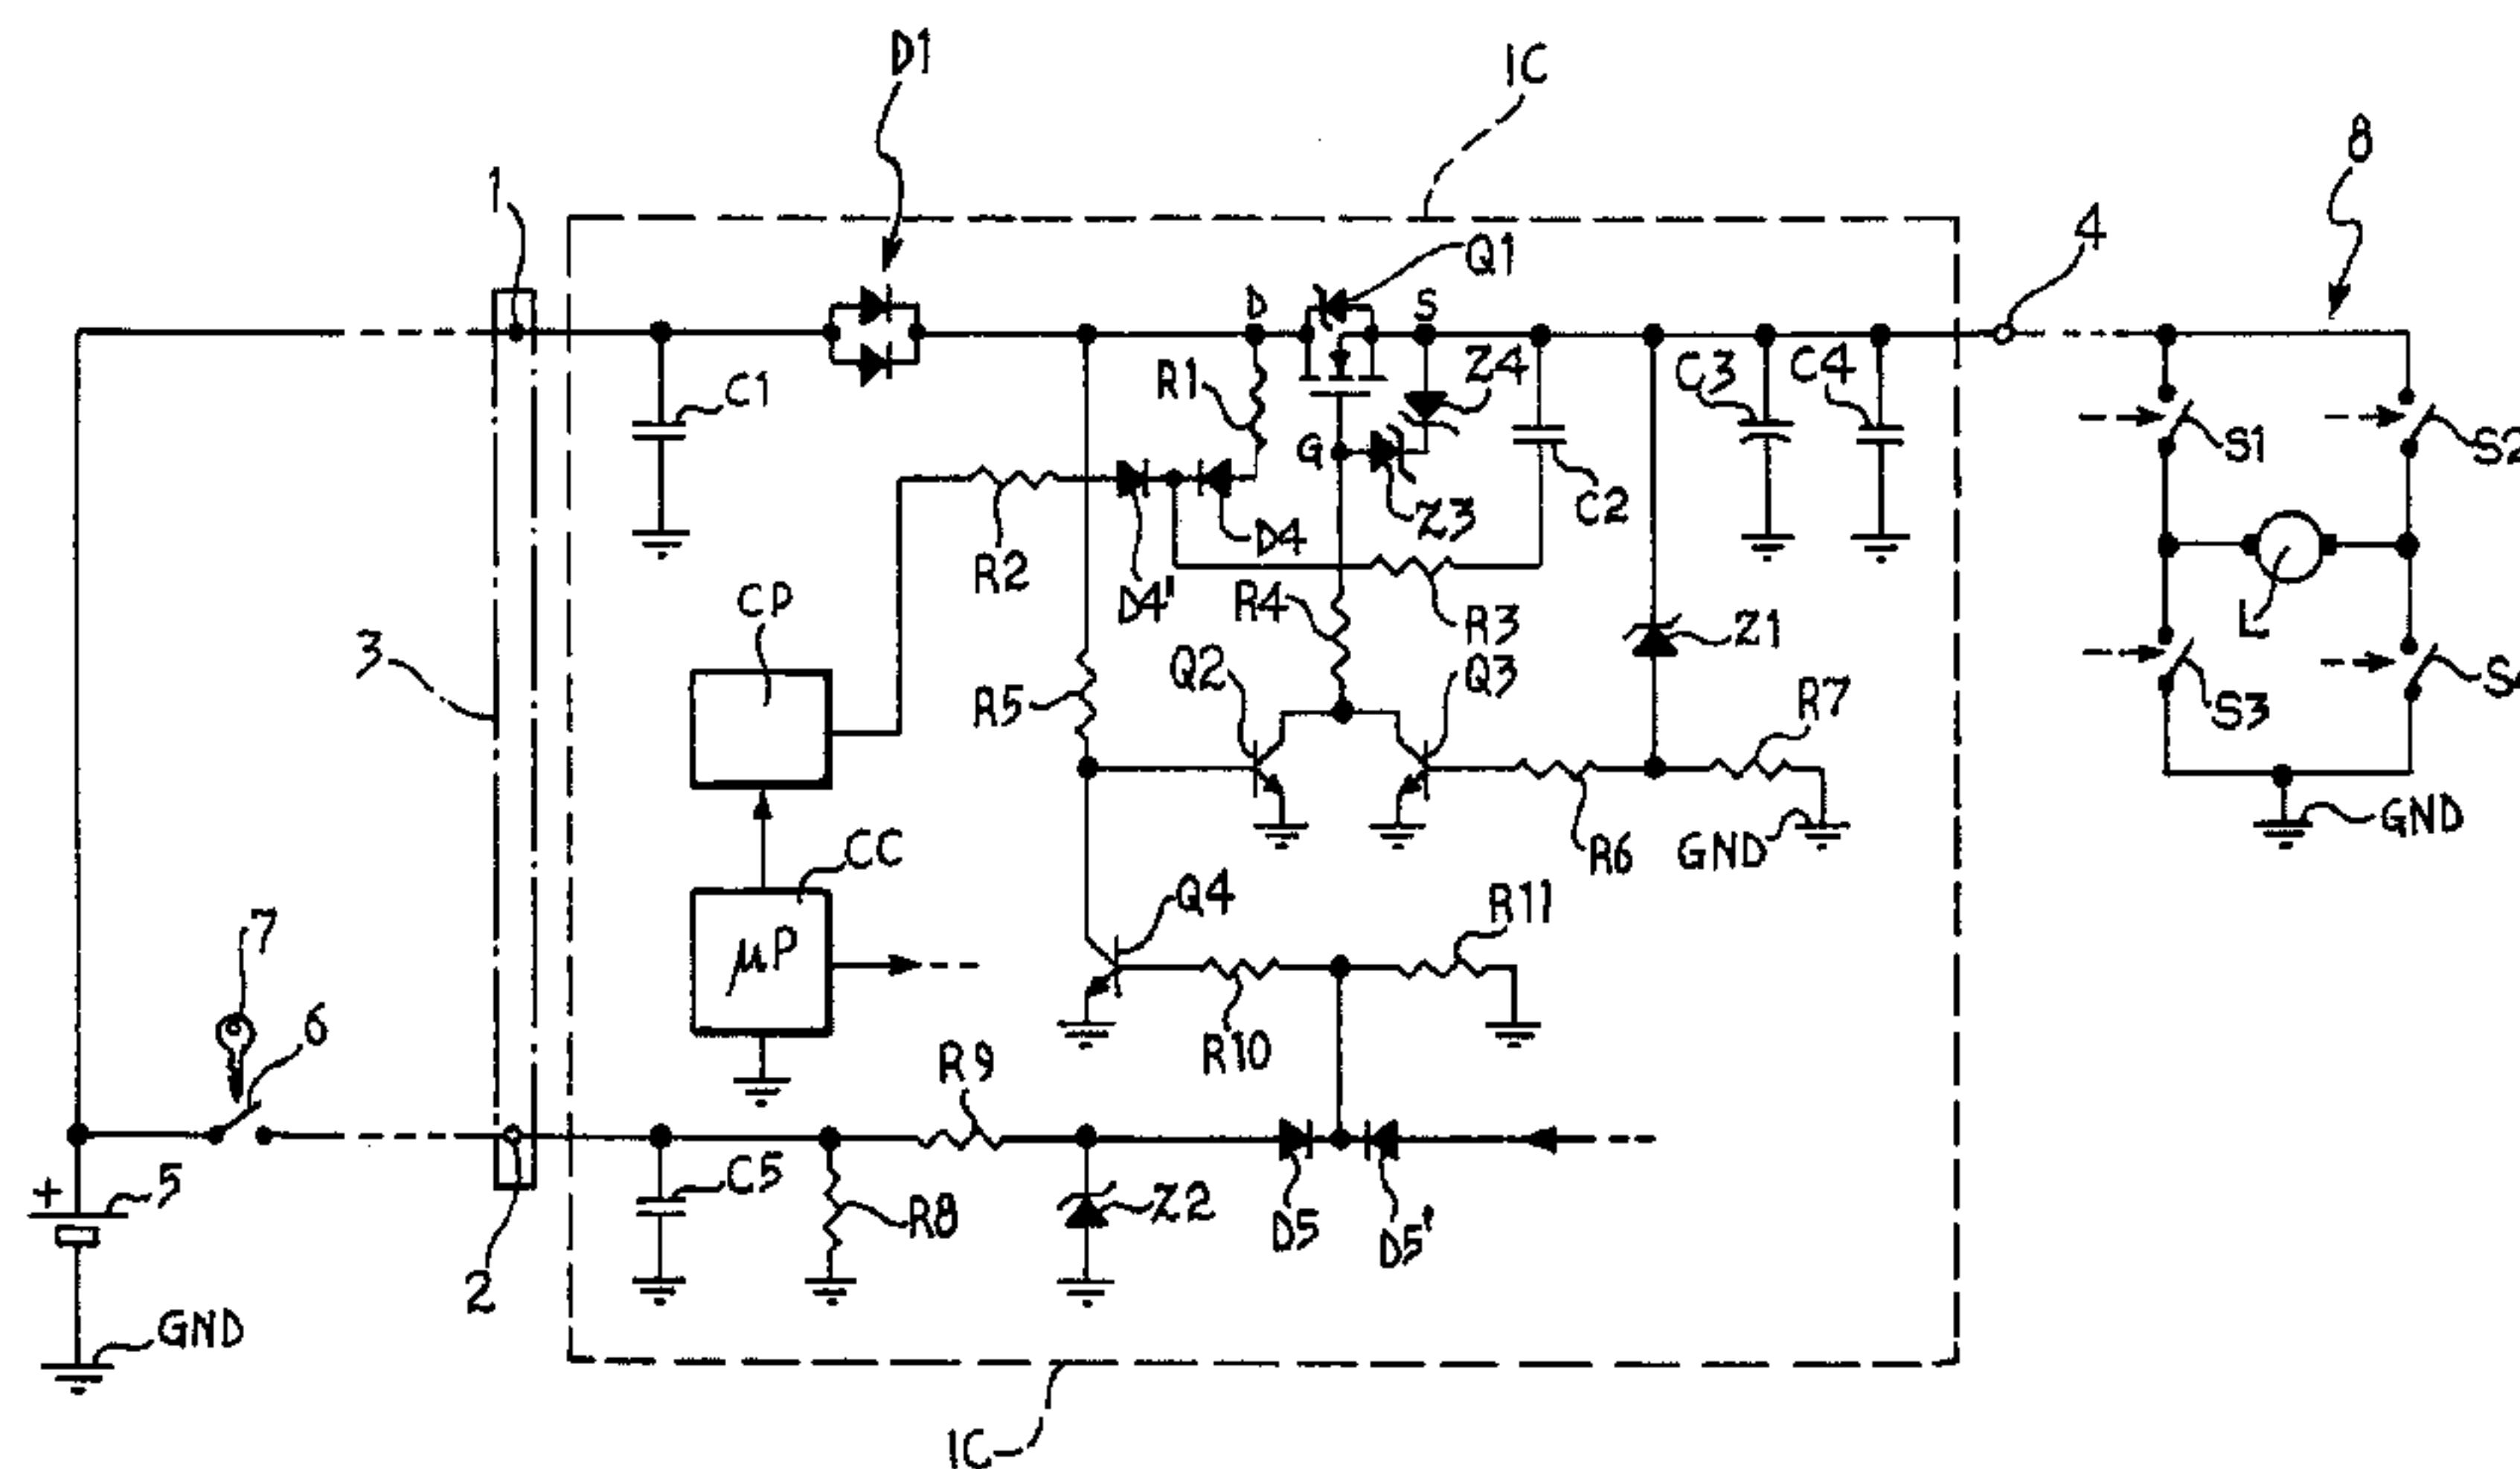 D1
1C
8
1
4
Q1
D
S
Z4
C3
C4
R1
C1
G
S1
S2
Z3
C2
D4
R2
D4"
CP
R4
R3
Z1
L
3
Q2
Q3
R7
R5
S3
GND
CC
R6
GND
Q4
R11
7
μP
6
R9
R10
+
5
C5
R8
Z2
D5
D5'
2
GND
1C